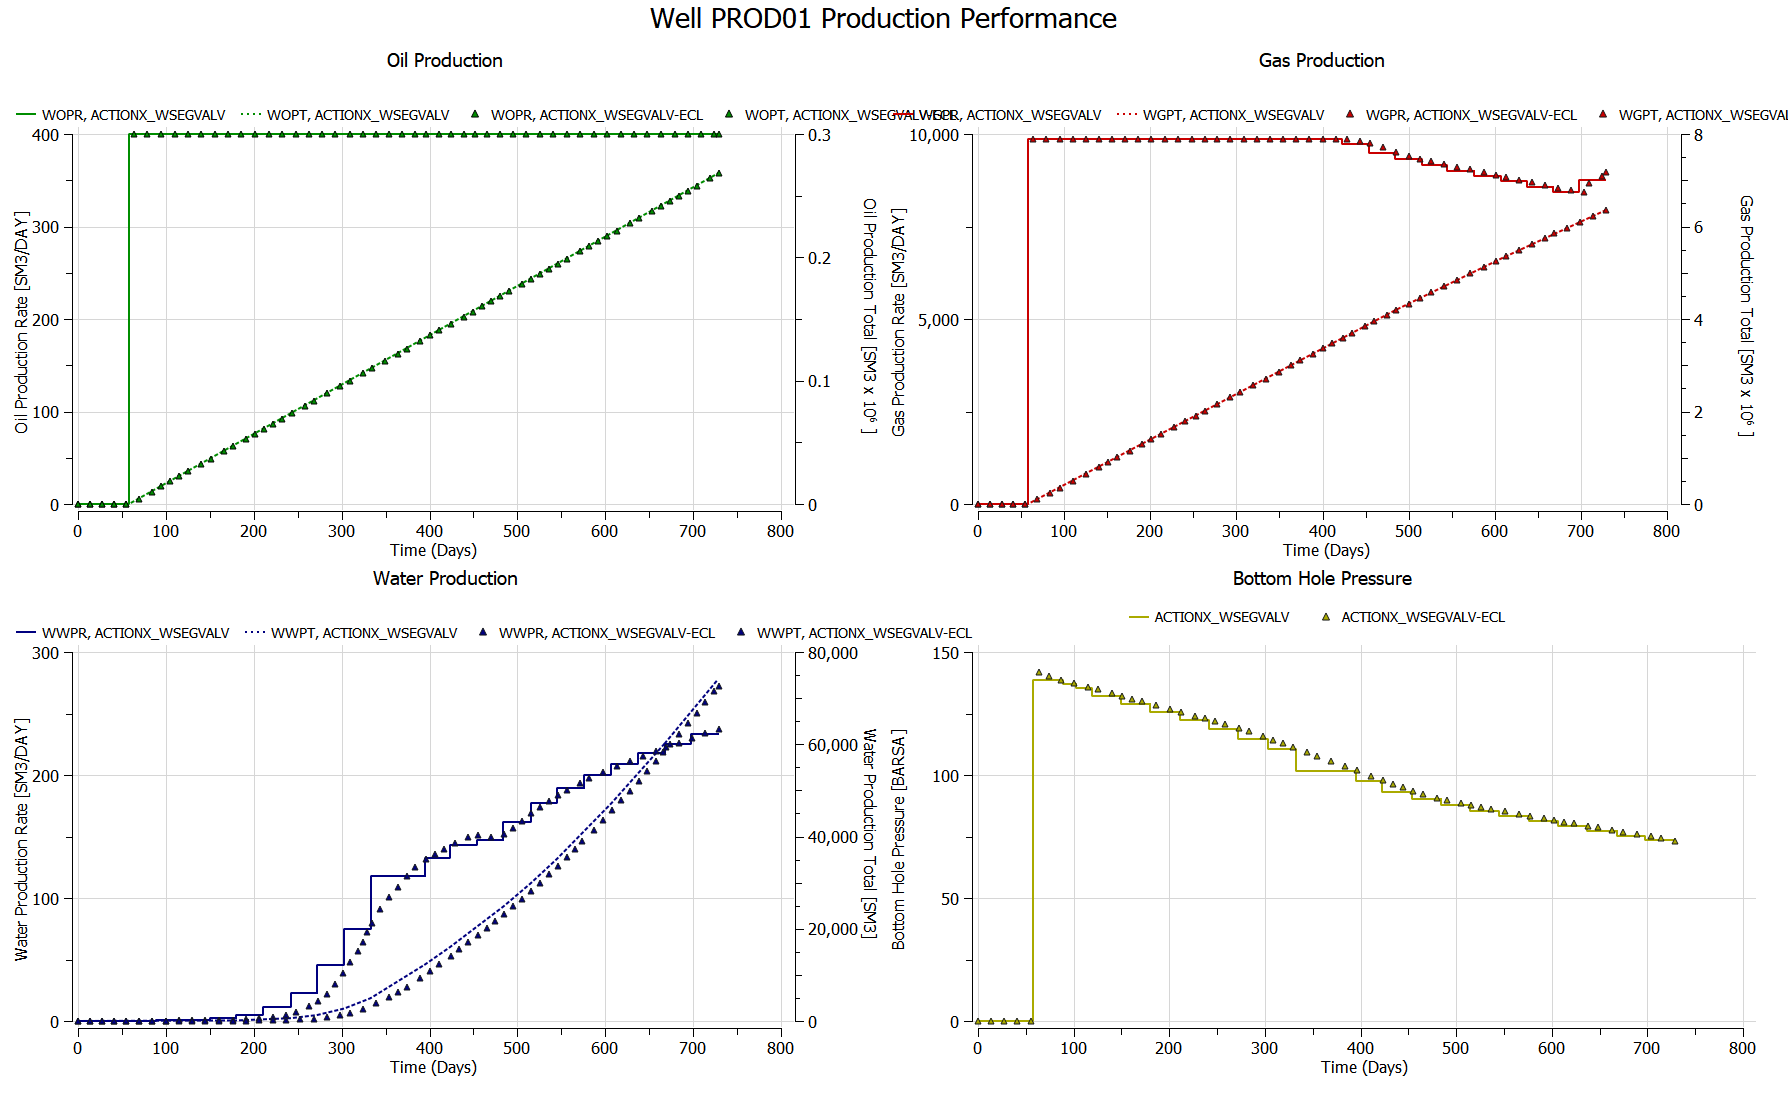 Well PROD01 Production Performance
Oil Production
WOPR, ACTIONX_WSEGVALV
WOPT, ACTIONX_WSEGVALV
WOPR, ACTIONX_WSEGVALV-ECL
WOPT, ACTIONX_WSEGVALV-ECL
400
300
200
100
0
Oil Production Rate [SM3/DAY]
0.3
0.2
0.1
0
Oil Production Total [SM3 x 10⁶ ]
0 100 200 300 400 500 600 700 800
Time (Days)
Gas Production
WGPR, ACTIONX_WSEGVALV
WGPT, ACTIONX_WSEGVALV
WGPR, ACTIONX_WSEGVALV-ECL
WGPT, ACTIONX_WSEGVAL
10,000
5,000
0
Gas Production Rate [SM3/DAY]
8
6
4
2
0
Gas Production Total [SM3 x 10⁶ ]
0 100 200 300 400 500 600 700 800
Time (Days)
Water Production
WWPR, ACTIONX_WSEGVALV
WWPT, ACTIONX_WSEGVALV
WWPR, ACTIONX_WSEGVALV-ECL
WWPT, ACTIONX_WSEGVALV-ECL
300
200
100
0
Water Production Rate [SM3/DAY]
80,000
60,000
40,000
20,000
0
Water Production Total [SM3]
0 100 200 300 400 500 600 700 800
Time (Days)
Bottom Hole Pressure
ACTIONX_WSEGVALV
ACTIONX_WSEGVALV-ECL
150
100
50
0
Bottom Hole Pressure [BARSA]
0 100 200 300 400 500 600 700 800
Time (Days)